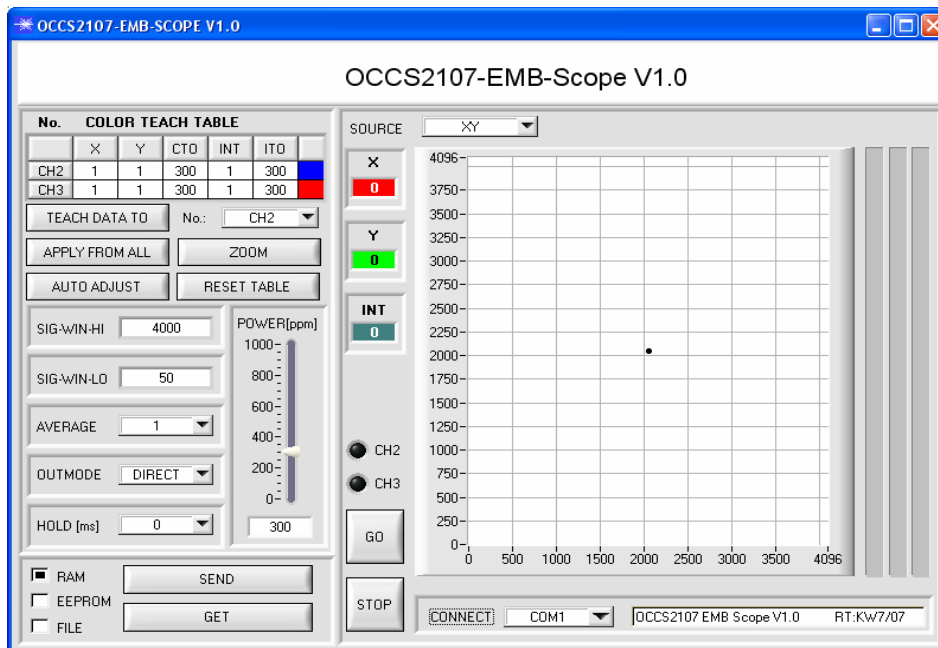 OCCS2107-EMB-SCOPE V1.0
OCCS2107-EMB-Scope V1.0
No. COLOR TEACH TABLE
X Y CTO INT ITO
CH2 1 1 300 1 300
CH3 1 1 300 1 300
TEACH DATA TO No.: CH2
APPLY FROM ALL ZOOM
AUTO ADJUST RESET TABLE
SIG-WIN-HI 4000
SIG-WIN-LO 50
AVERAGE 1
OUTMODE DIRECT
HOLD [ms] 0
POWER[ppm]
1000
800
600
400
200
0
300
RAM
EEPROM
FILE
SEND
GET
SOURCE XY
X
0
Y
0
INT
0
CH2
CH3
GO
STOP
4096
3750
3500
3250
3000
2750
2500
2250
2000
1750
1500
1250
1000
750
500
250
0
0 500 1000 1500 2000 2500 3000 3500 4096
CONNECT COM1 OCCS2107 EMB Scope V1.0 RT:KW7/07